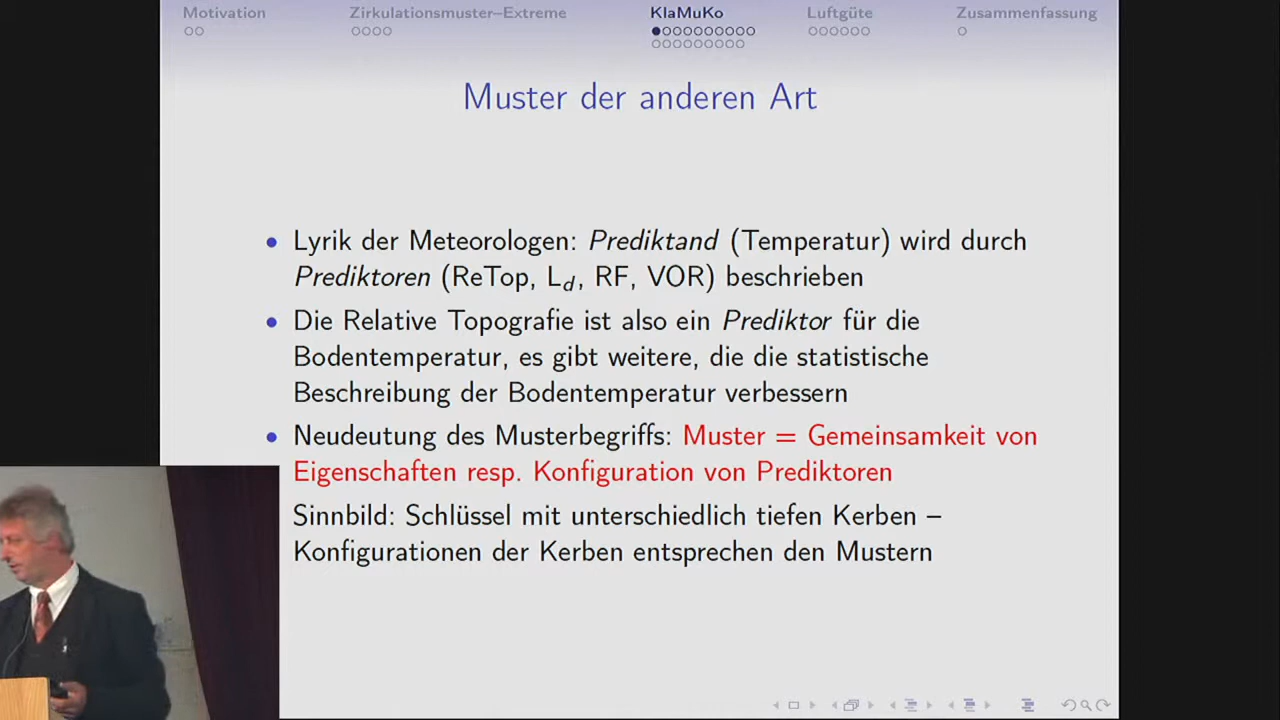 Motivation Zirkulationsmuster–Extreme KlaMuKo Luftgüte Zusammenfassung
Muster der anderen Art
• Lyrik der Meteorologen: Prediktand (Temperatur) wird durch
Prediktoren (ReTop, L_d, RF, VOR) beschrieben
• Die Relative Topografie ist also ein Prediktor für die
Bodentemperatur, es gibt weitere, die die statistische
Beschreibung der Bodentemperatur verbessern
• Neudeutung des Musterbegriffs: Muster = Gemeinsamkeit von
Eigenschaften resp. Konfiguration von Prediktoren
Sinnbild: Schlüssel mit unterschiedlich tiefen Kerben –
Konfigurationen der Kerben entsprechen den Mustern